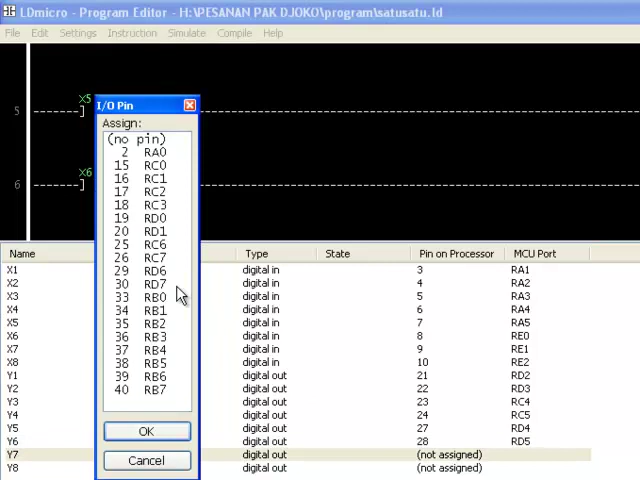 LDmicro - Program Editor - H:\PESANAN PAK DJOKO\program\satusatu.ld
File Edit Settings Instruction Simulate Compile Help
X5
5 ]
X6
6 ]
I/O Pin
Assign:
(no pin)
2 RA0
15 RC0
16 RC1
17 RC2
18 RC3
19 RD0
20 RD1
25 RC6
26 RC7
29 RD6
30 RD7
33 RB0
34 RB1
35 RB2
36 RB3
37 RB4
38 RB5
39 RB6
40 RB7
OK
Cancel
Name Type State Pin on Processor MCU Port
X1 digital in 3 RA1
X2 digital in 4 RA2
X3 digital in 5 RA3
X4 digital in 6 RA4
X5 digital in 7 RA5
X6 digital in 8 RE0
X7 digital in 9 RE1
X8 digital in 10 RE2
Y1 digital out 21 RD2
Y2 digital out 22 RD3
Y3 digital out 23 RC4
Y4 digital out 24 RC5
Y5 digital out 27 RD4
Y6 digital out 28 RD5
Y7 digital out (not assigned)
Y8 digital out (not assigned)